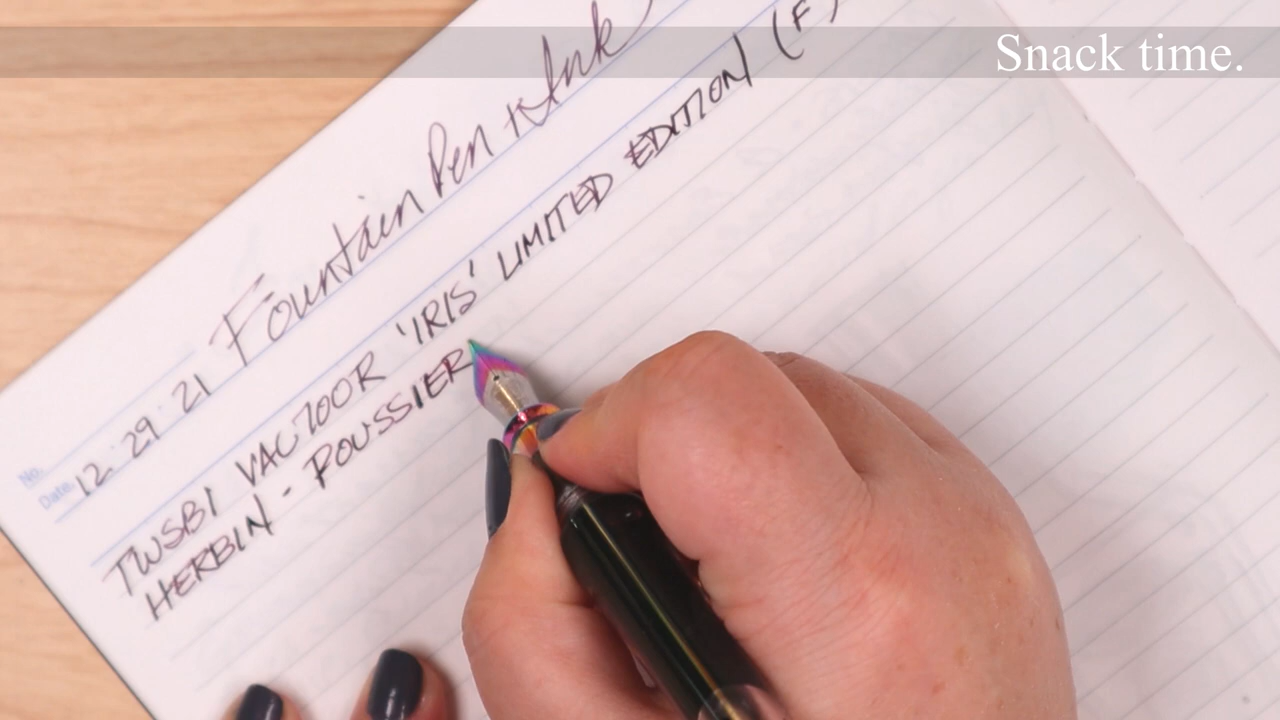 Snack time.
Fountain Pen + Ink
No.
Date 12 29 21
TWSBI VAC700R 'IRIS' LIMITED EDITION (F)
HERBIN - POUSSIER